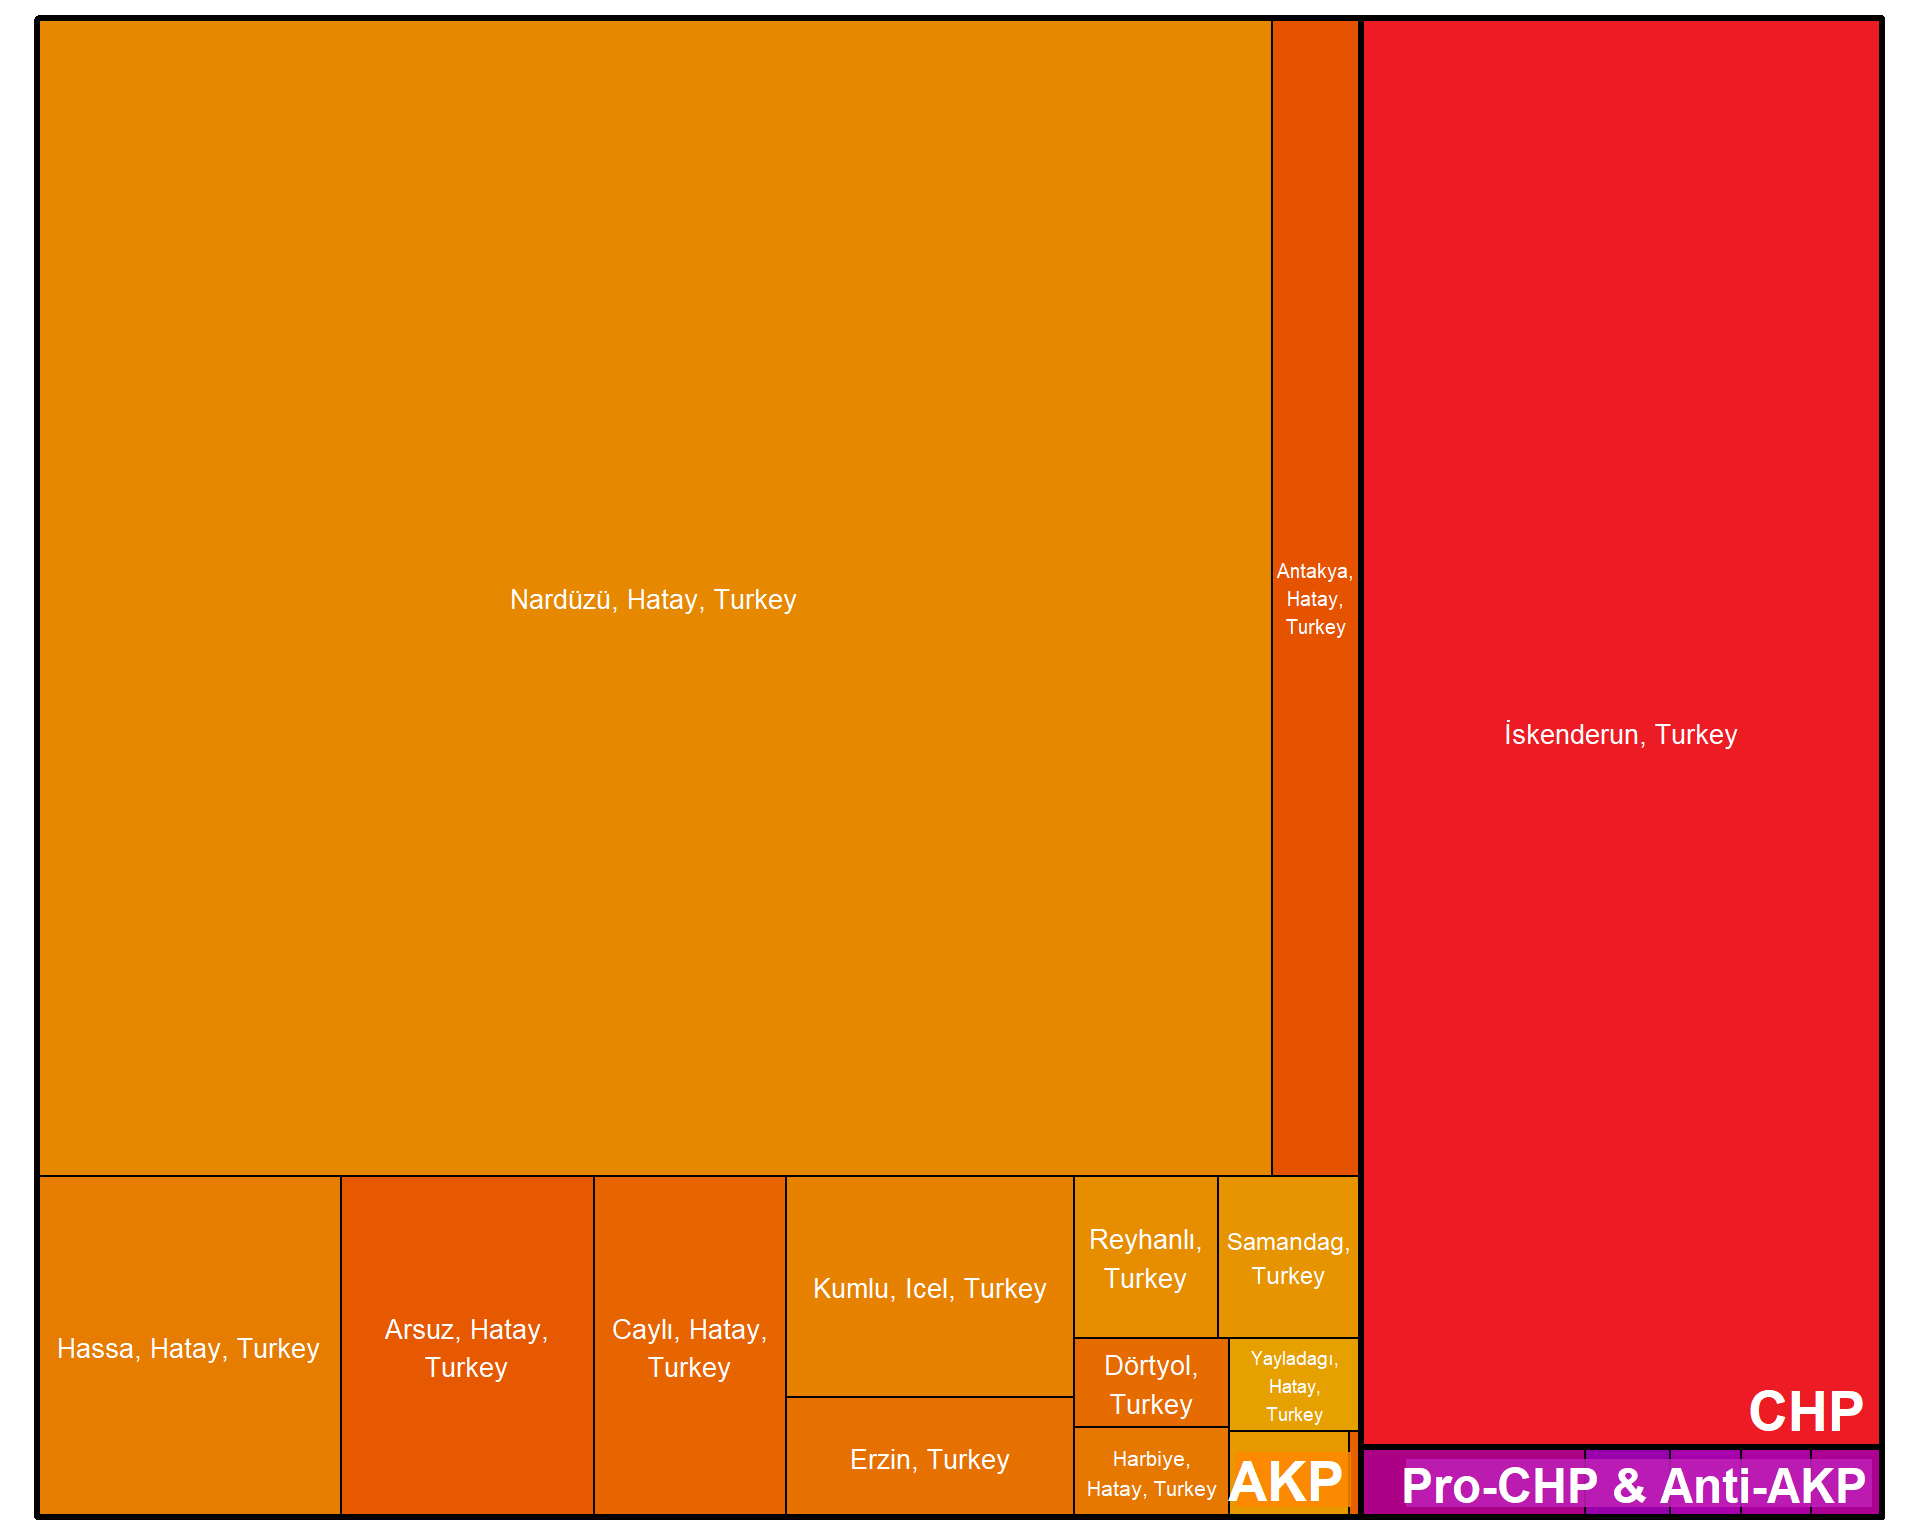 Nardüzü, Hatay, Turkey
Antakya,
Hatay,
Turkey
İskenderun, Turkey
CHP
Hassa, Hatay, Turkey
Arsuz, Hatay,
Turkey
Caylı, Hatay,
Turkey
Kumlu, Icel, Turkey
Erzin, Turkey
Reyhanlı,
Turkey
Samandag,
Turkey
Dörtyol,
Turkey
Yayladagı,
Hatay,
Turkey
Harbiye,
Hatay, Turkey
AKP
Pro-CHP & Anti-AKP